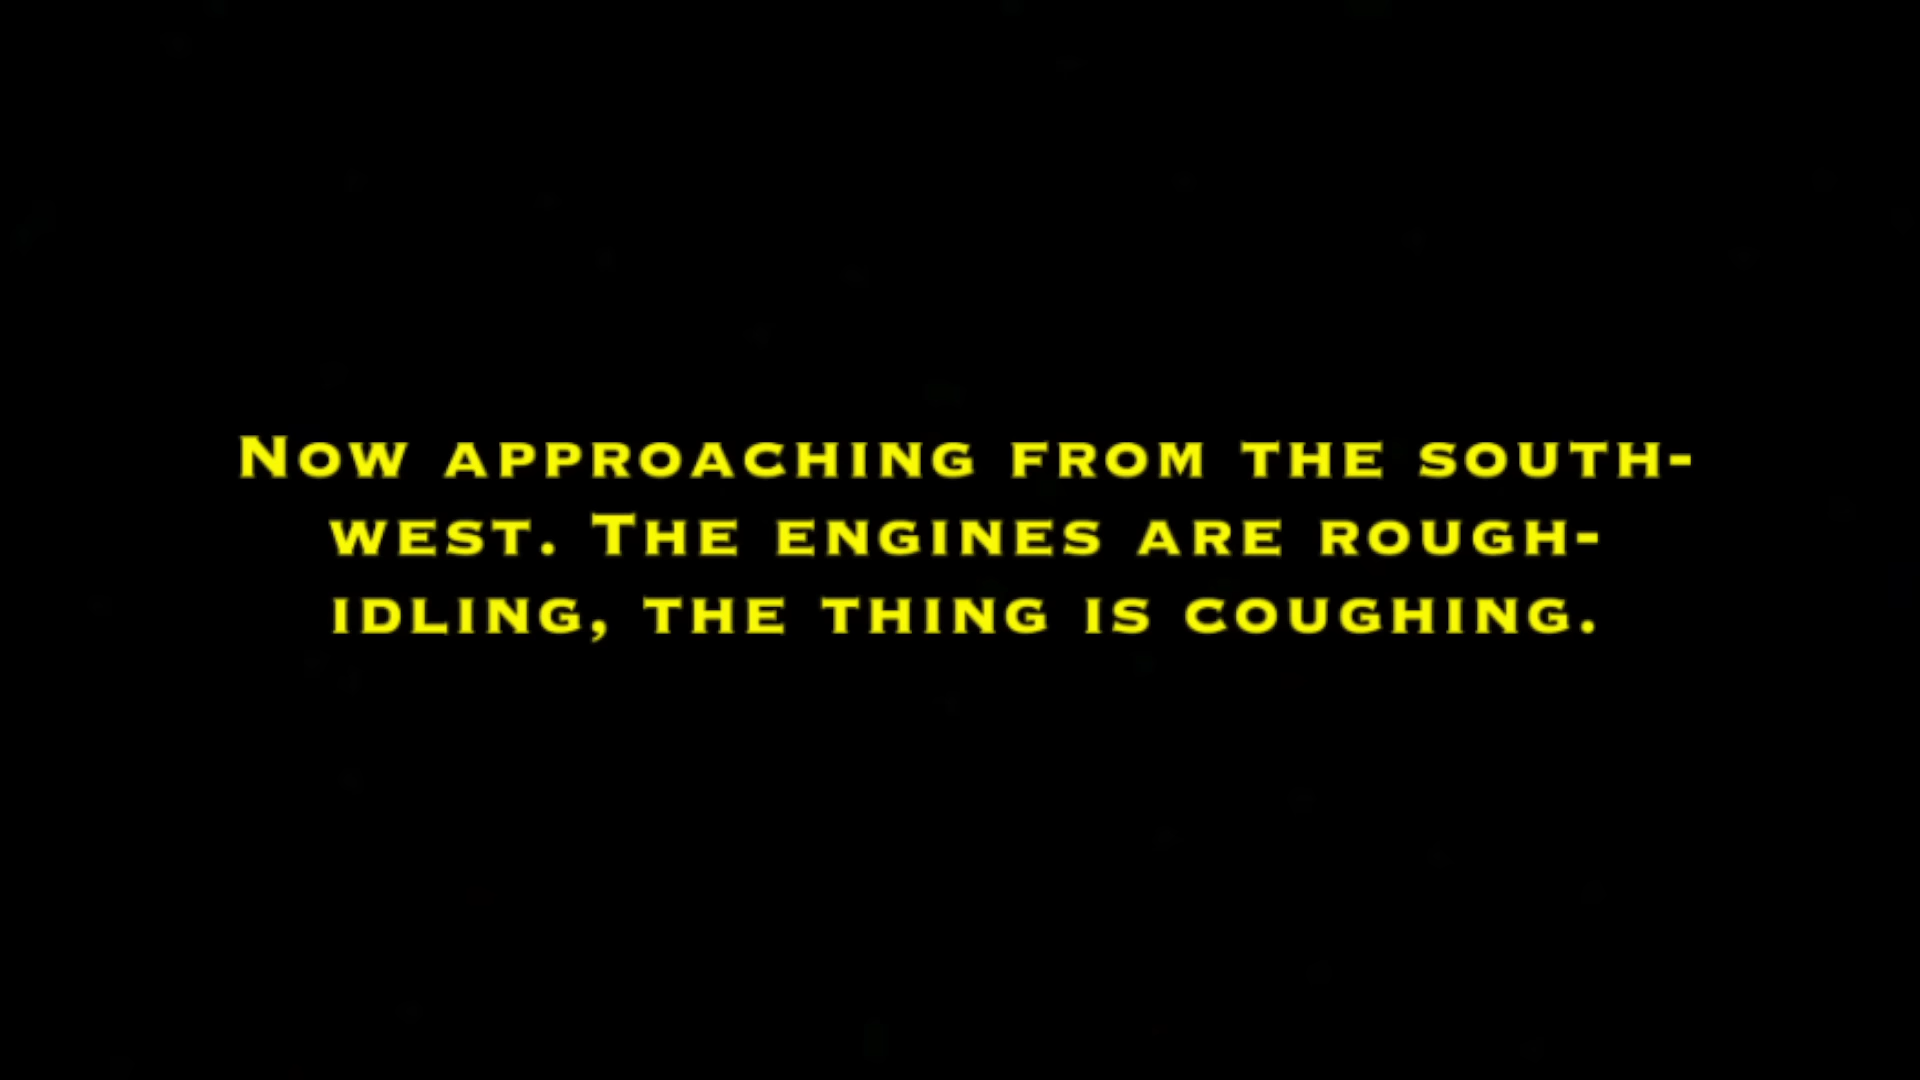 Now approaching from the south-
west. The engines are rough-
idling, the thing is coughing.